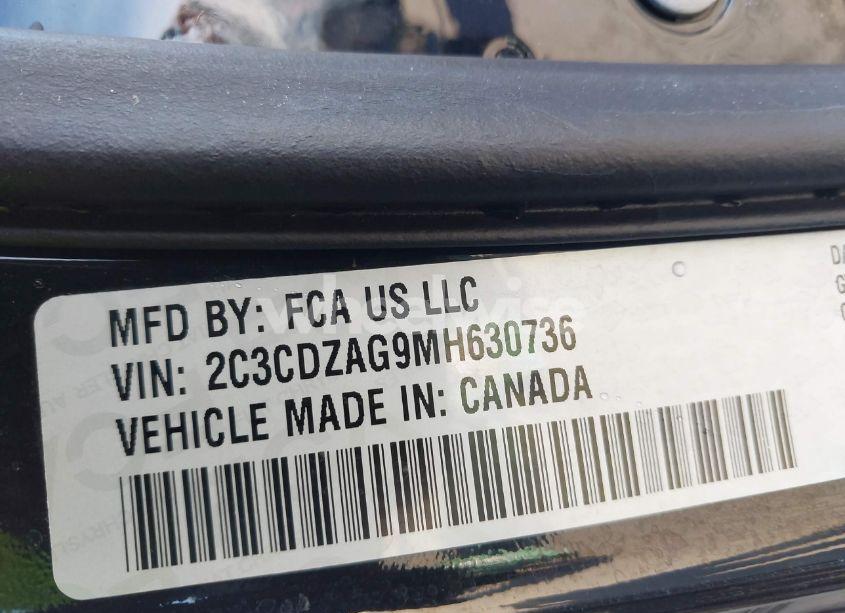 MFD BY: FCA US LLC
VIN: 2C3CDZAG9MH630736
VEHICLE MADE IN: CANADA